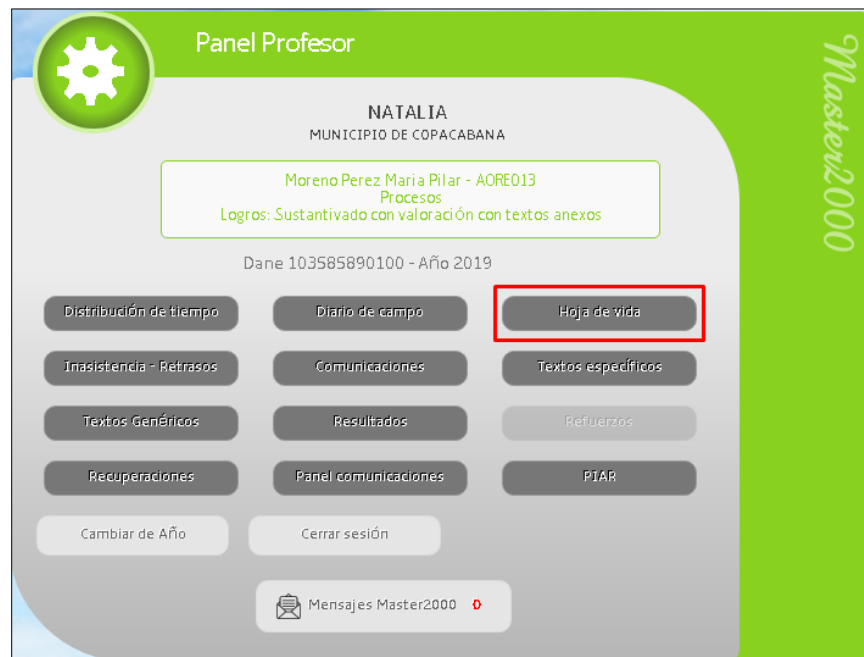 Panel Profesor
Master2000
NATALIA
MUNICIPIO DE COPACABANA
Moreno Perez Maria Pilar - AORE013
Procesos
Logros: Sustantivado con valoración con textos anexos
Dane 103585890100 - Año 2019
Distribución de tiempo
Diario de campo
Hoja de vida
Inasistencia - Retrasos
Comunicaciones
Textos específicos
Textos Genéricos
Resultados
Refuerzos
Recuperaciones
Panel comunicaciones
PIAR
Cambiar de Año
Cerrar sesión
Mensajes Master2000 0